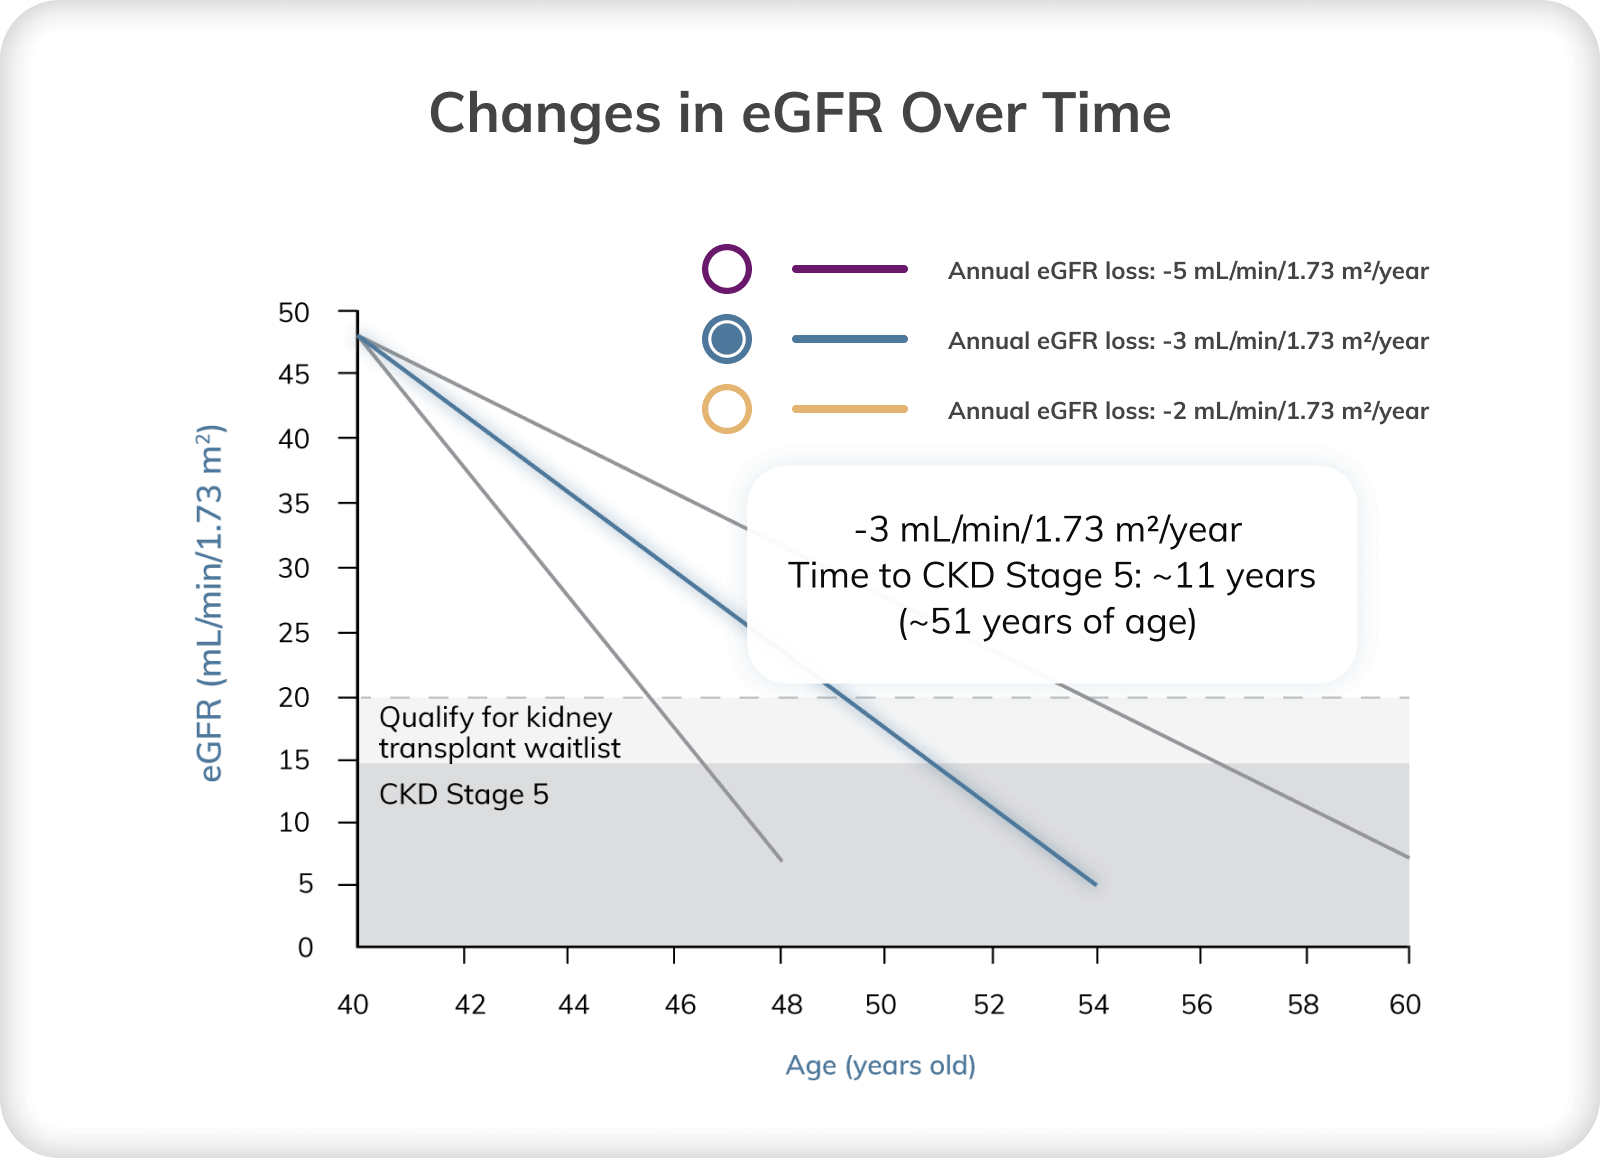 Changes in eGFR Over Time
Annual eGFR loss: -5 mL/min/1.73 m²/year
Annual eGFR loss: -3 mL/min/1.73 m²/year
Annual eGFR loss: -2 mL/min/1.73 m²/year
eGFR (mL/min/1.73 m²)
50
45
40
35
30
25
20
15
10
5
0
-3 mL/min/1.73 m²/year
Time to CKD Stage 5: ~11 years
(~51 years of age)
Qualify for kidney
transplant waitlist
CKD Stage 5
40 42 44 46 48 50 52 54 56 58 60
Age (years old)